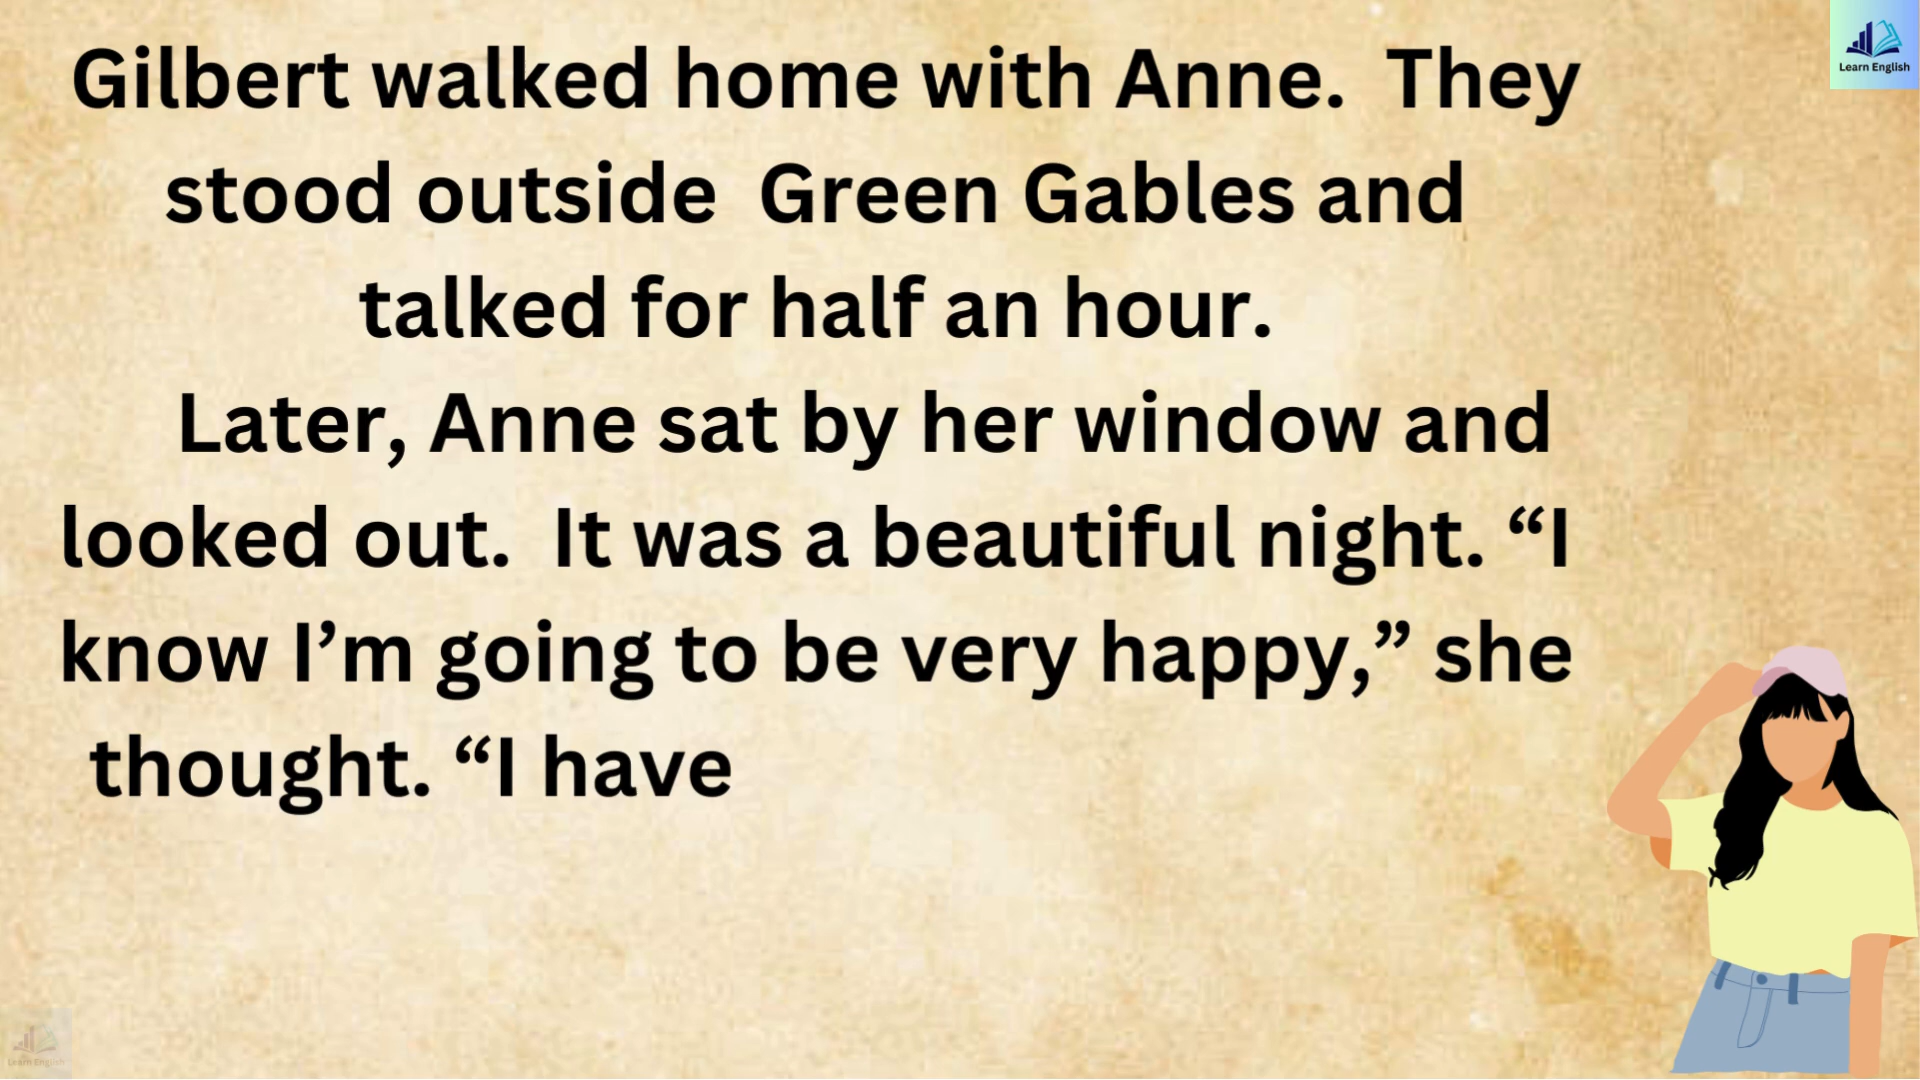 Learn English
Gilbert walked home with Anne.  They
stood outside  Green Gables and
talked for half an hour.
Later, Anne sat by her window and
looked out.  It was a beautiful night. “I
know I’m going to be very happy,” she
thought. “I have
Learn English